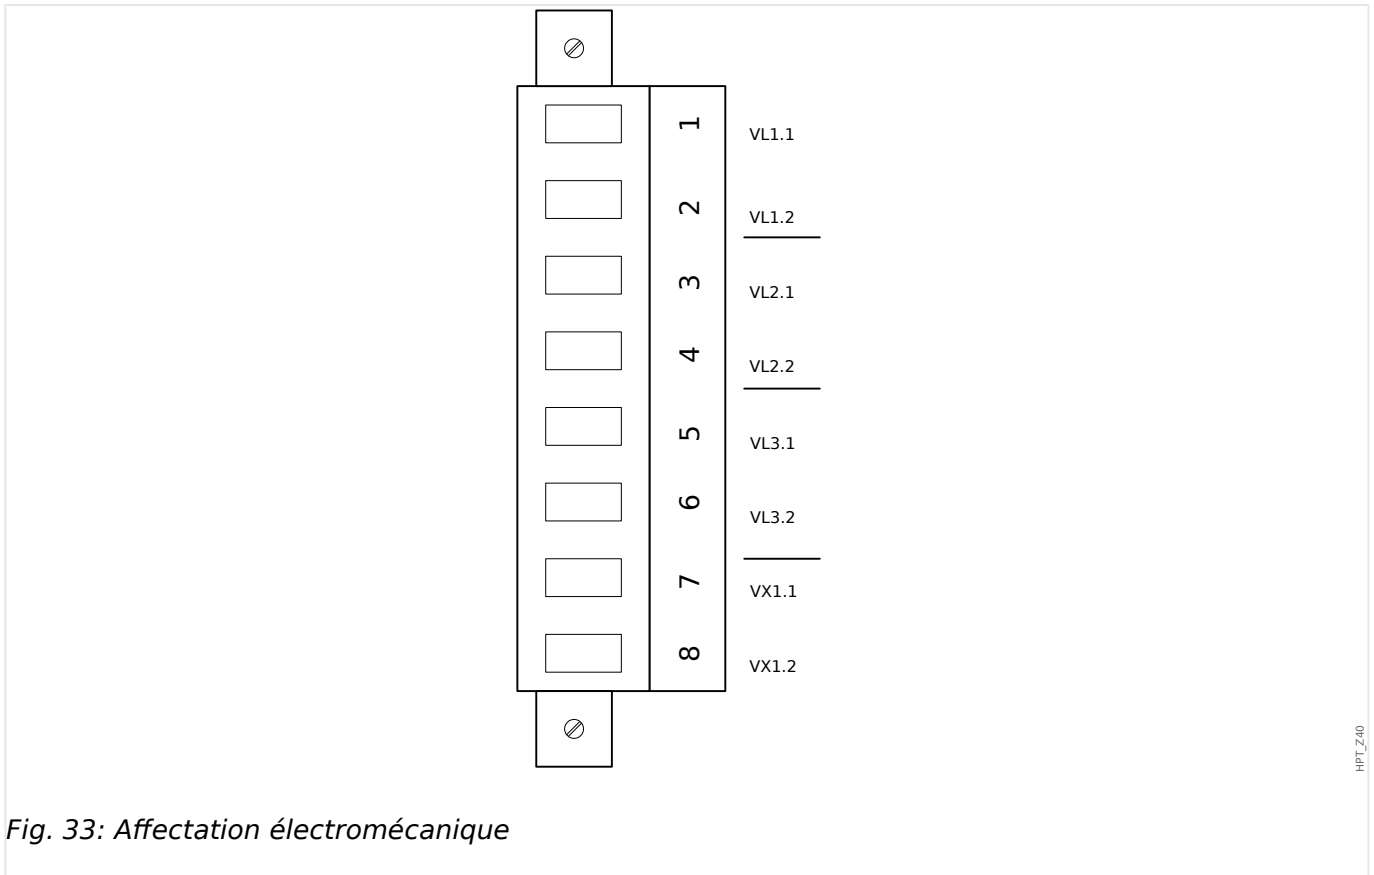 1 VL1.1
2 VL1.2
3 VL2.1
4 VL2.2
5 VL3.1
6 VL3.2
7 VX1.1
8 VX1.2
HPT_Z40
Fig. 33: Affectation électromécanique